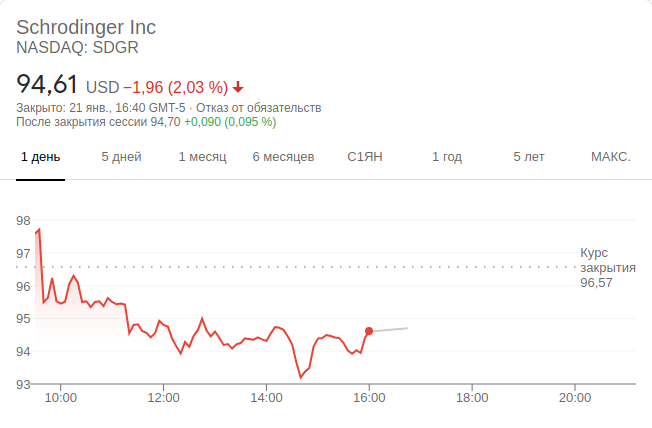 Schrodinger Inc
NASDAQ: SDGR
94,61 USD −1,96 (2,03 %)
Закрыто: 21 янв., 16:40 GMT-5 · Отказ от обязательств
После закрытия сессии 94,70 +0,090 (0,095 %)
1 день 5 дней 1 месяц 6 месяцев С1ЯН 1 год 5 лет МАКС.
98
97
96
95
94
93
Курс
закрытия
96,57
10:00 12:00 14:00 16:00 18:00 20:00